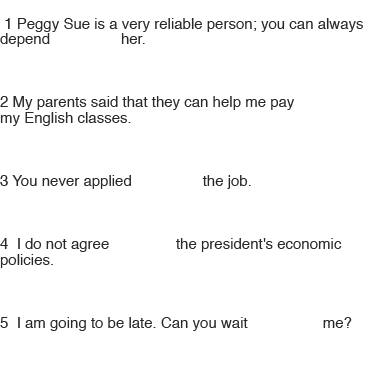 1 Peggy Sue is a very reliable person; you can always
depend her.
2 My parents said that they can help me pay
my English classes.
3 You never applied the job.
4 I do not agree the president's economic
policies.
5 I am going to be late. Can you wait me?